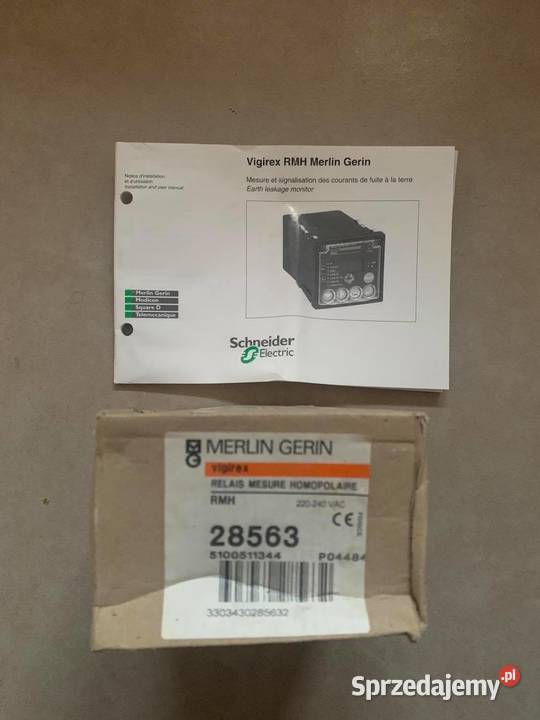 Vigirex RMH Merlin Gerin
Notice d'installation
et d'utilisation
Installation and user manual
Mesure et signalisation des courants de fuite à la terre
Earth leakage monitor
Merlin Gerin
Modicon
Square D
Telemecanique
Schneider
Electric
MERLIN GERIN
vigirex
RELAIS MESURE HOMOPOLAIRE
RMH
220-240 VAC
CE
FRANCE
28563
5100511344 P04484
3303430285632
Sprzedajemy.pl